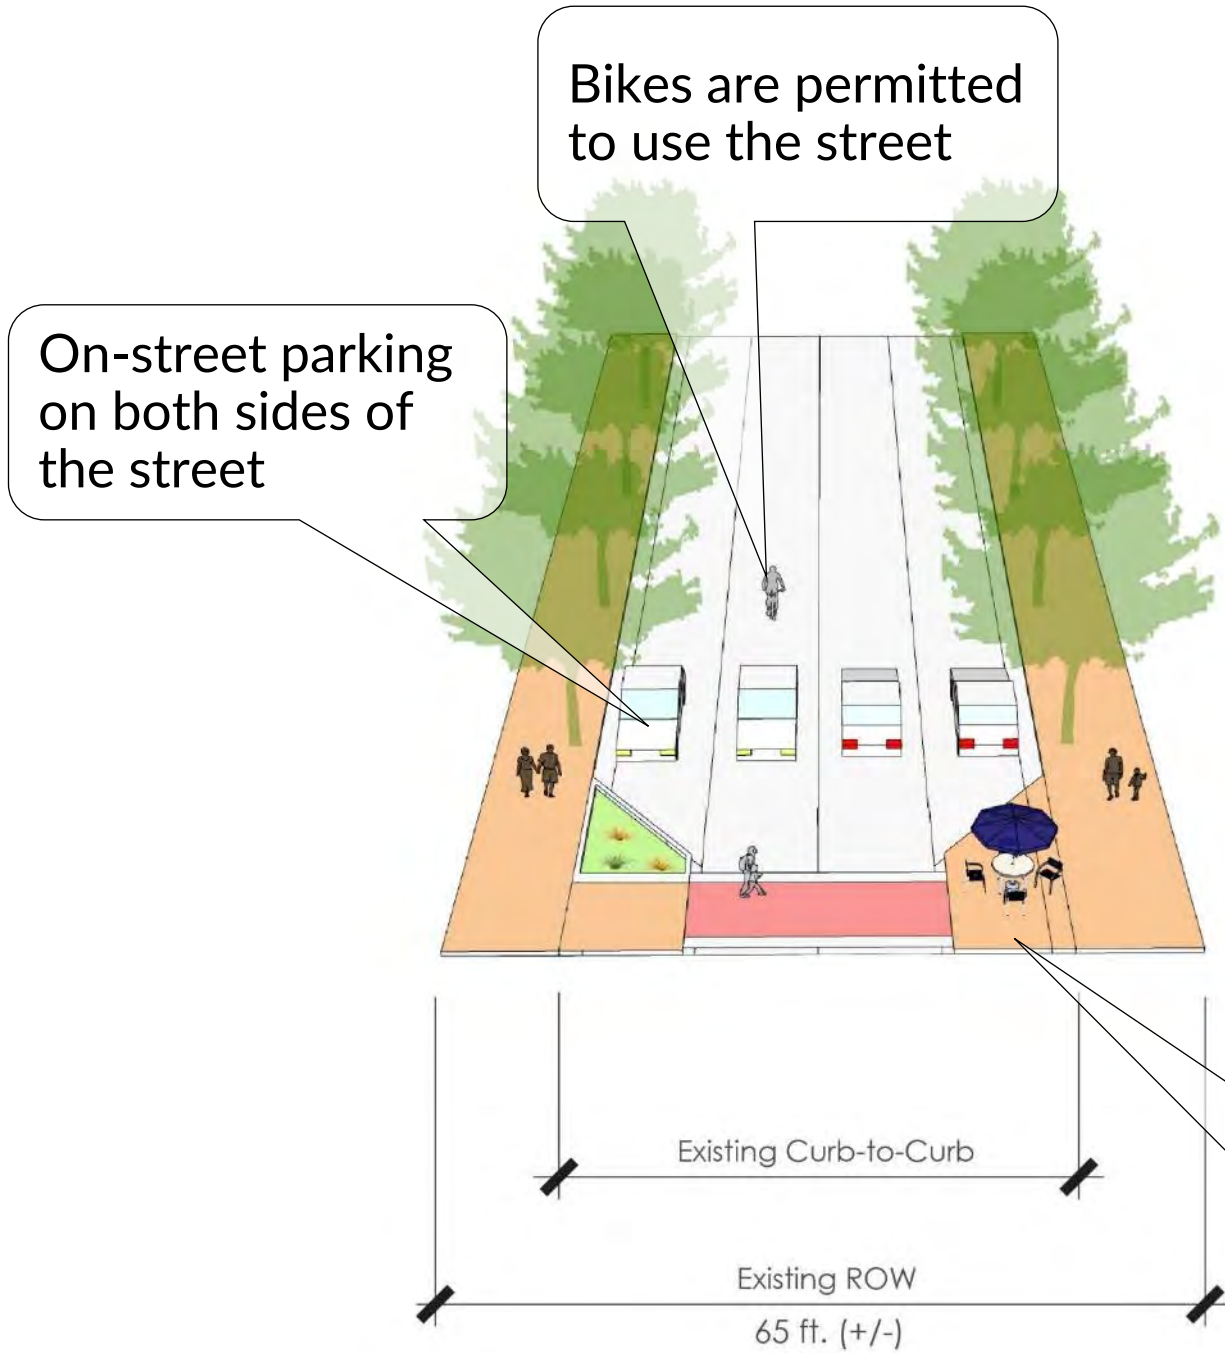 Bikes are permitted
to use the street
On-street parking
on both sides of
the street
Existing Curb-to-Curb
Existing ROW
65 ft. (+/-)